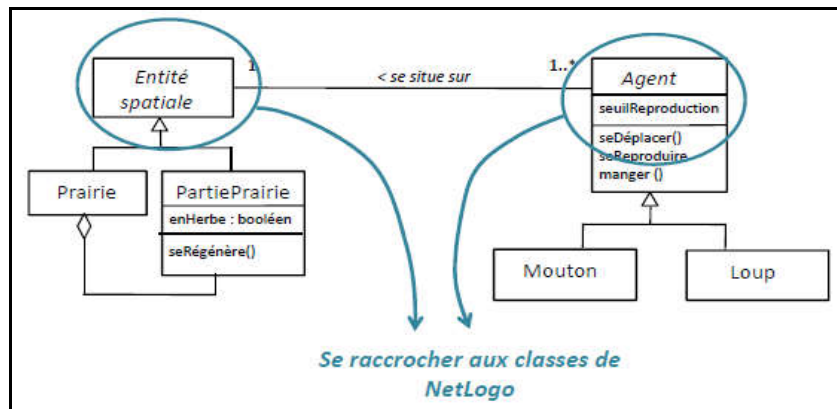 Entité
spatiale
1
< se situe sur
1..*
Agent
seuilReproduction
seDéplacer()
seReproduire
manger ()
Prairie
PartiePrairie
enHerbe : booléen
seRégénère()
Mouton
Loup
Se raccrocher aux classes de
NetLogo